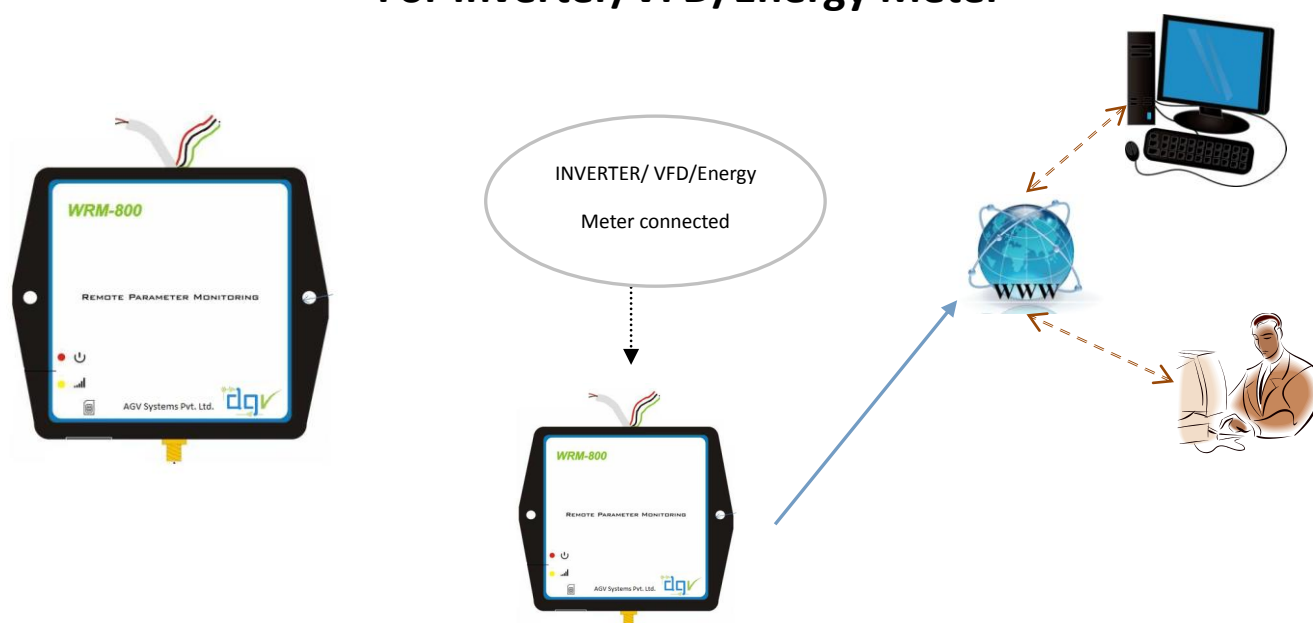 For Inverter/VFD/Energy Meter
WRM-800
REMOTE PARAMETER MONITORING
AGV Systems Pvt. Ltd.
dgv
INVERTER/ VFD/Energy
Meter connected
WRM-800
REMOTE PARAMETER MONITORING
AGV Systems Pvt. Ltd.
dgv
WWW